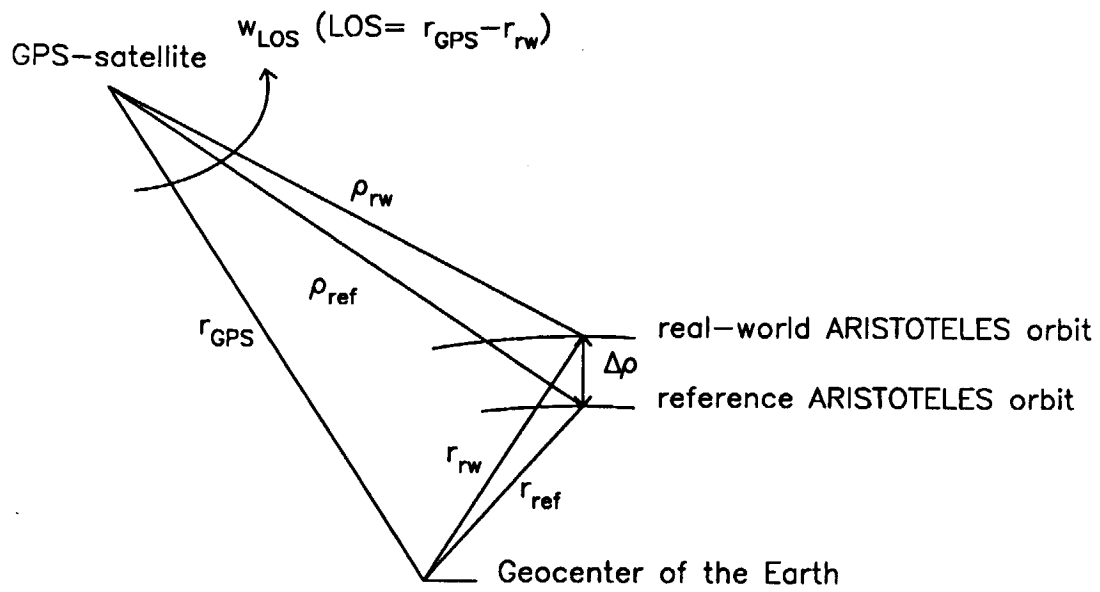 w_LOS (LOS= r_GPS−r_rw)
GPS−satellite
ρ_rw
ρ_ref
r_GPS
real−world ARISTOTELES orbit
Δρ
reference ARISTOTELES orbit
r_rw
r_ref
Geocenter of the Earth